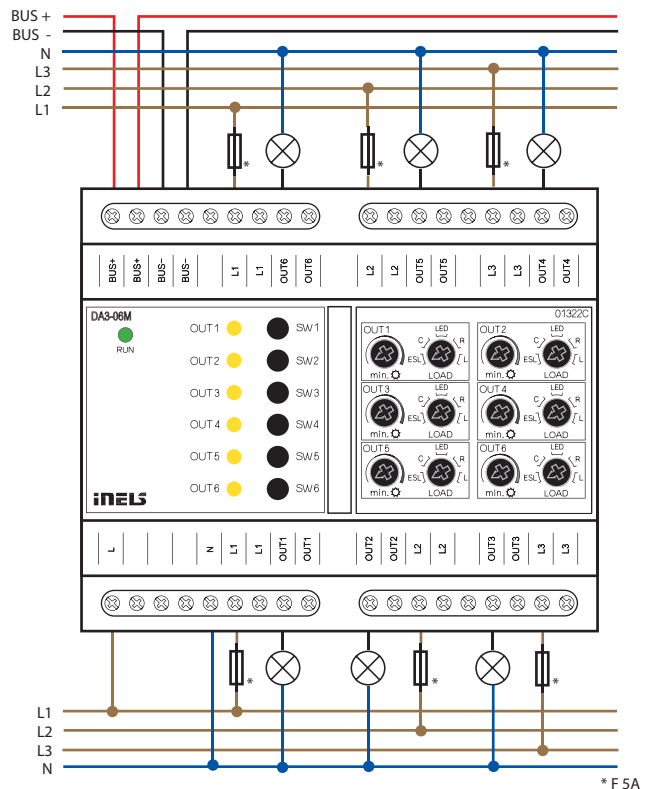 BUS +
BUS -
N
L3
L2
L1
* * *
BUS+ BUS+ BUS- BUS- L1 L1 OUT6 OUT6 L2 L2 OUT5 OUT5 L3 L3 OUT4 OUT4
DA3-06M
RUN
OUT1 SW1
OUT2 SW2
OUT3 SW3
OUT4 SW4
OUT5 SW5
OUT6 SW6
iNELS
01322C
OUT1 LED C R ESL L min. LOAD
OUT2 LED C R ESL L min. LOAD
OUT3 LED C R ESL L min. LOAD
OUT4 LED C R ESL L min. LOAD
OUT5 LED C R ESL L min. LOAD
OUT6 LED C R ESL L min. LOAD
L N L1 L1 OUT1 OUT1 OUT2 OUT2 L2 L2 OUT3 OUT3 L3 L3
* * *
L1
L2
L3
N
* F 5A